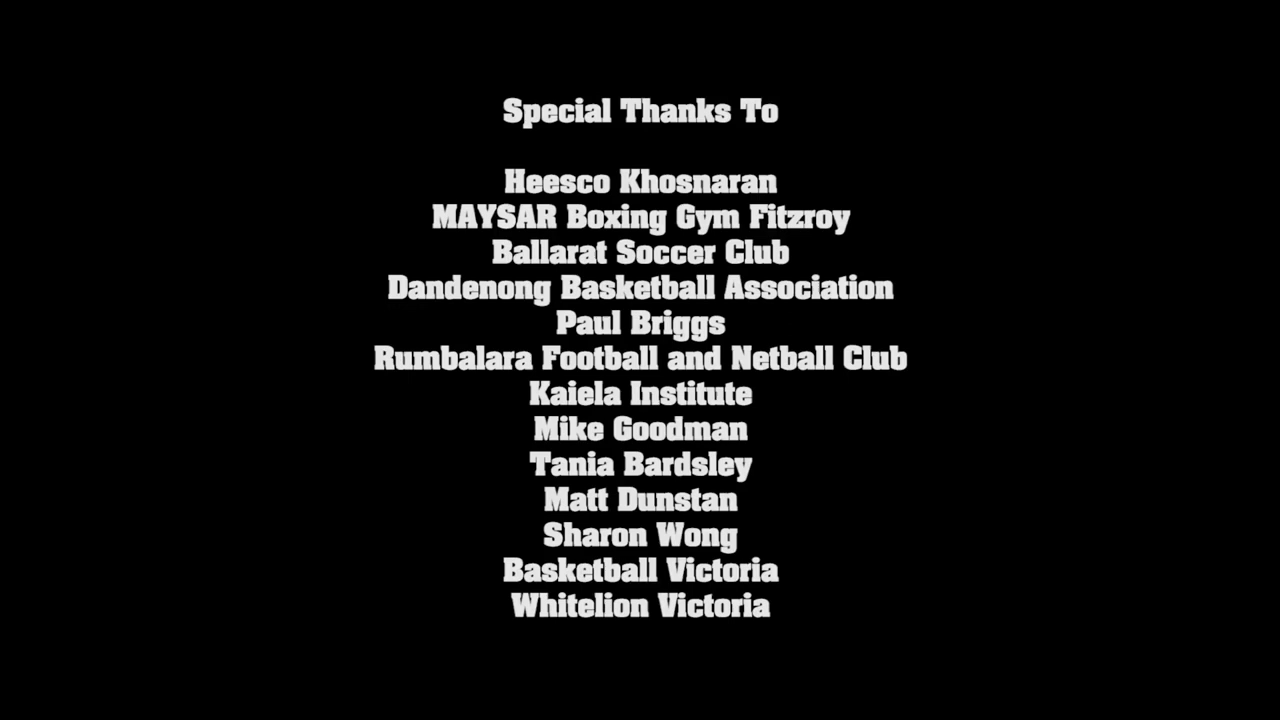 Special Thanks To
Heesco Khosnaran
MAYSAR Boxing Gym Fitzroy
Ballarat Soccer Club
Dandenong Basketball Association
Paul Briggs
Rumbalara Football and Netball Club
Kaiela Institute
Mike Goodman
Tania Bardsley
Matt Dunstan
Sharon Wong
Basketball Victoria
Whitelion Victoria